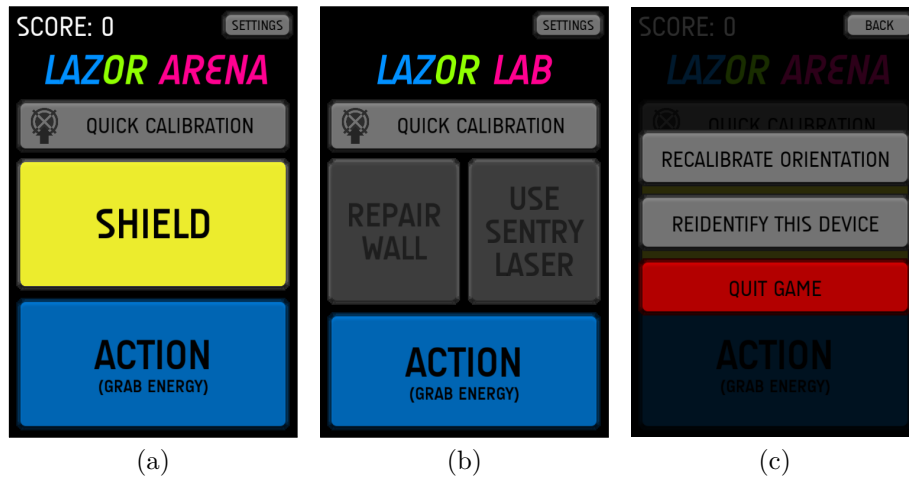 SCORE: 0
SETTINGS
LAZOR ARENA
QUICK CALIBRATION
SHIELD
ACTION
(GRAB ENERGY)
(a)
SETTINGS
LAZOR LAB
QUICK CALIBRATION
REPAIR
WALL
USE
SENTRY
LASER
ACTION
(GRAB ENERGY)
(b)
SCORE: 0
BACK
LAZOR ARENA
QUICK CALIBRATION
RECALIBRATE ORIENTATION
REIDENTIFY THIS DEVICE
QUIT GAME
ACTION
(GRAB ENERGY)
(c)